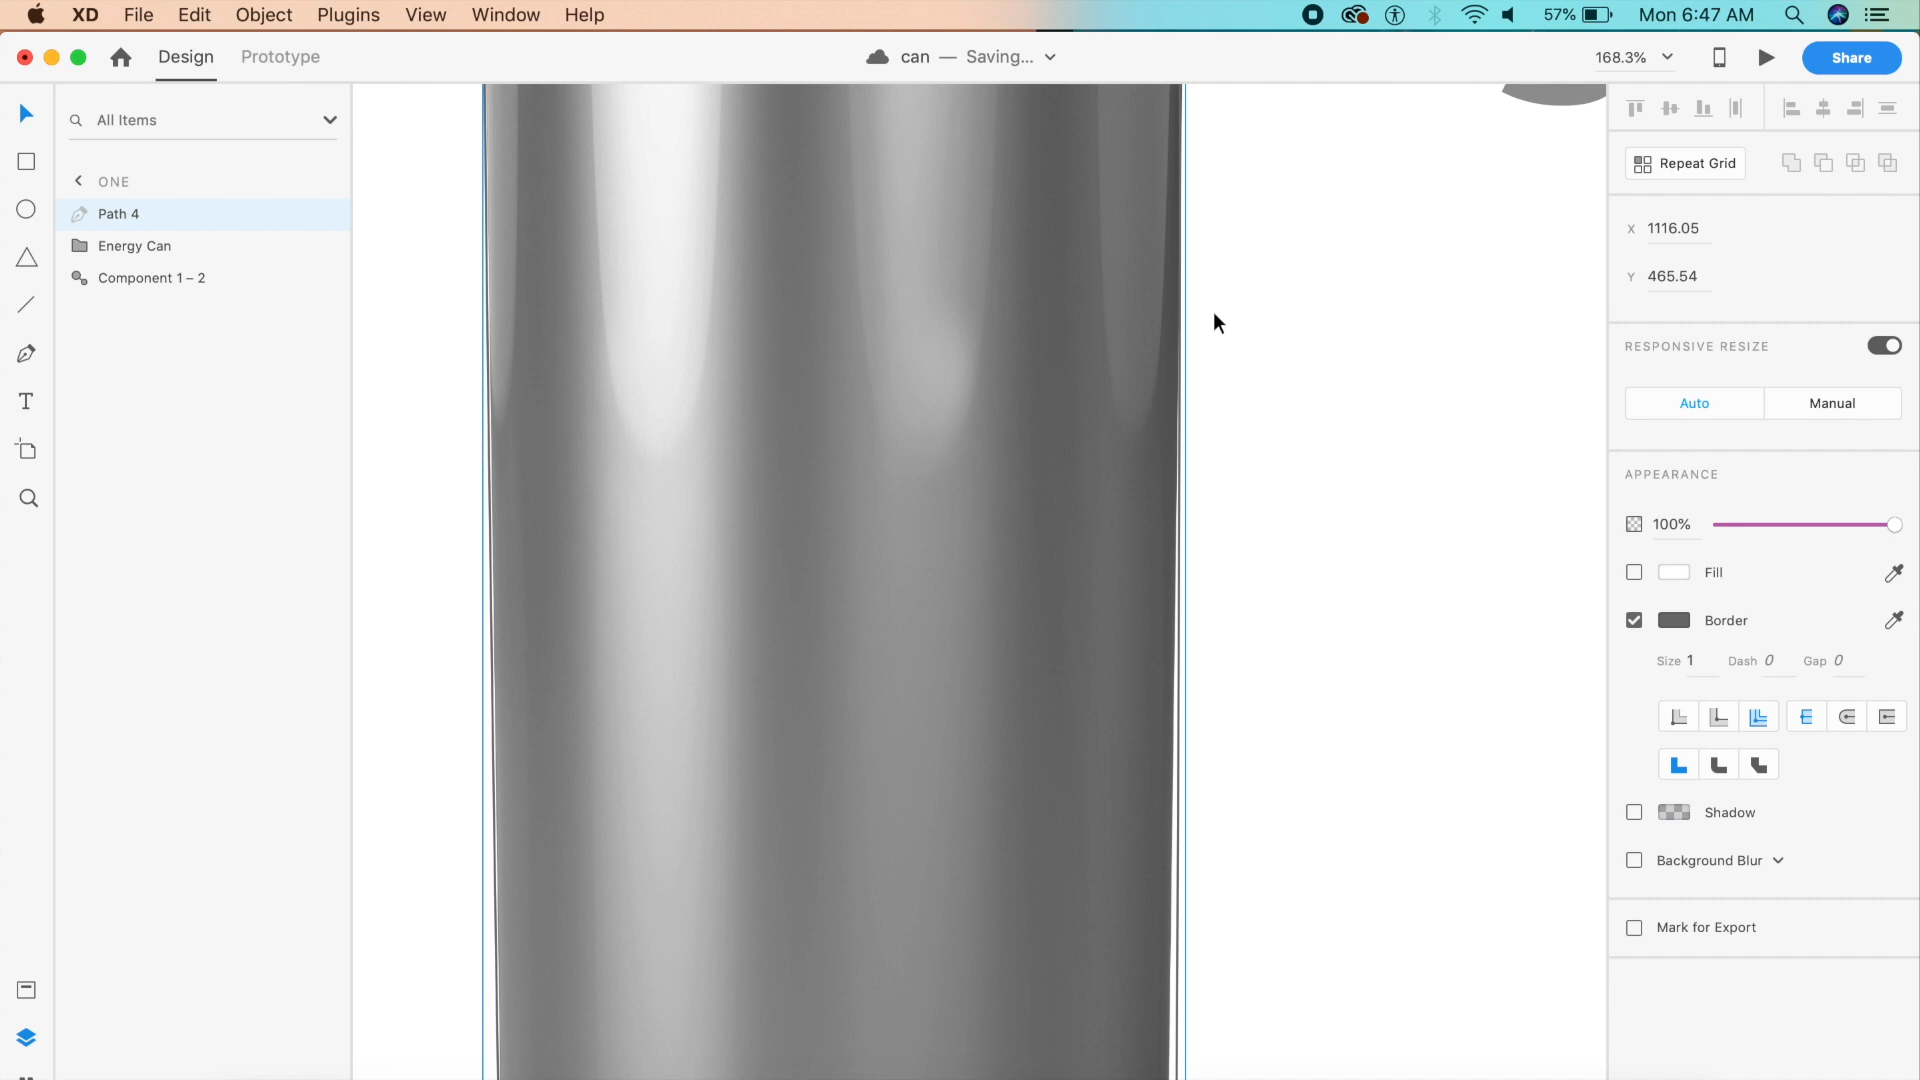 XD File Edit Object Plugins View Window Help 57% Mon 6:47 AM
Design Prototype can — Saving... 168.3% Share
All Items
ONE
Path 4
Energy Can
Component 1 – 2
Repeat Grid
X 1116.05
Y 465.54
RESPONSIVE RESIZE
Auto Manual
APPEARANCE
100%
Fill
Border
Size 1 Dash 0 Gap 0
Shadow
Background Blur
Mark for Export